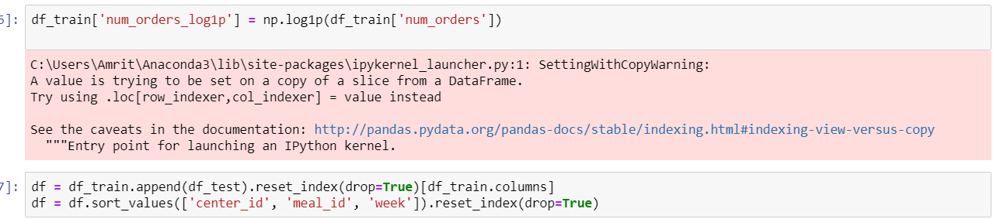 5]: df_train['num_orders_log1p'] = np.log1p(df_train['num_orders'])
C:\Users\Amrit\Anaconda3\lib\site-packages\ipykernel_launcher.py:1: SettingWithCopyWarning:
A value is trying to be set on a copy of a slice from a DataFrame.
Try using .loc[row_indexer,col_indexer] = value instead
See the caveats in the documentation: http://pandas.pydata.org/pandas-docs/stable/indexing.html#indexing-view-versus-copy
"""Entry point for launching an IPython kernel.
7]: df = df_train.append(df_test).reset_index(drop=True)[df_train.columns]
df = df.sort_values(['center_id', 'meal_id', 'week']).reset_index(drop=True)